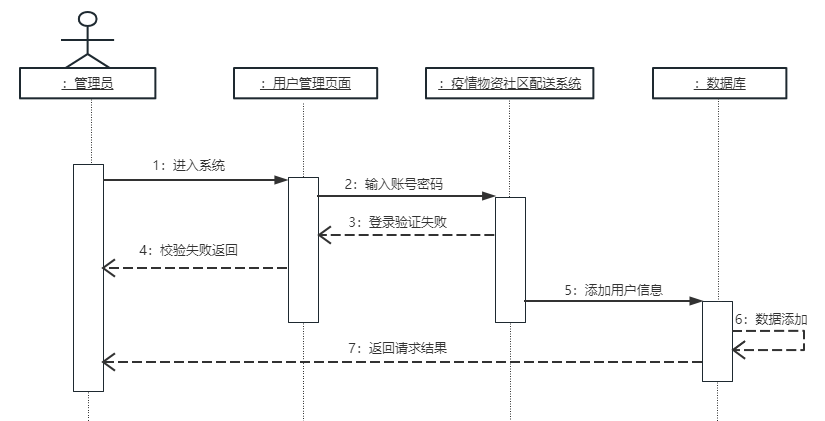 ：管理员
：用户管理页面
：疫情物资社区配送系统
：数据库
1：进入系统
2：输入账号密码
3：登录验证失败
4：校验失败返回
5：添加用户信息
6：数据添加
7：返回请求结果